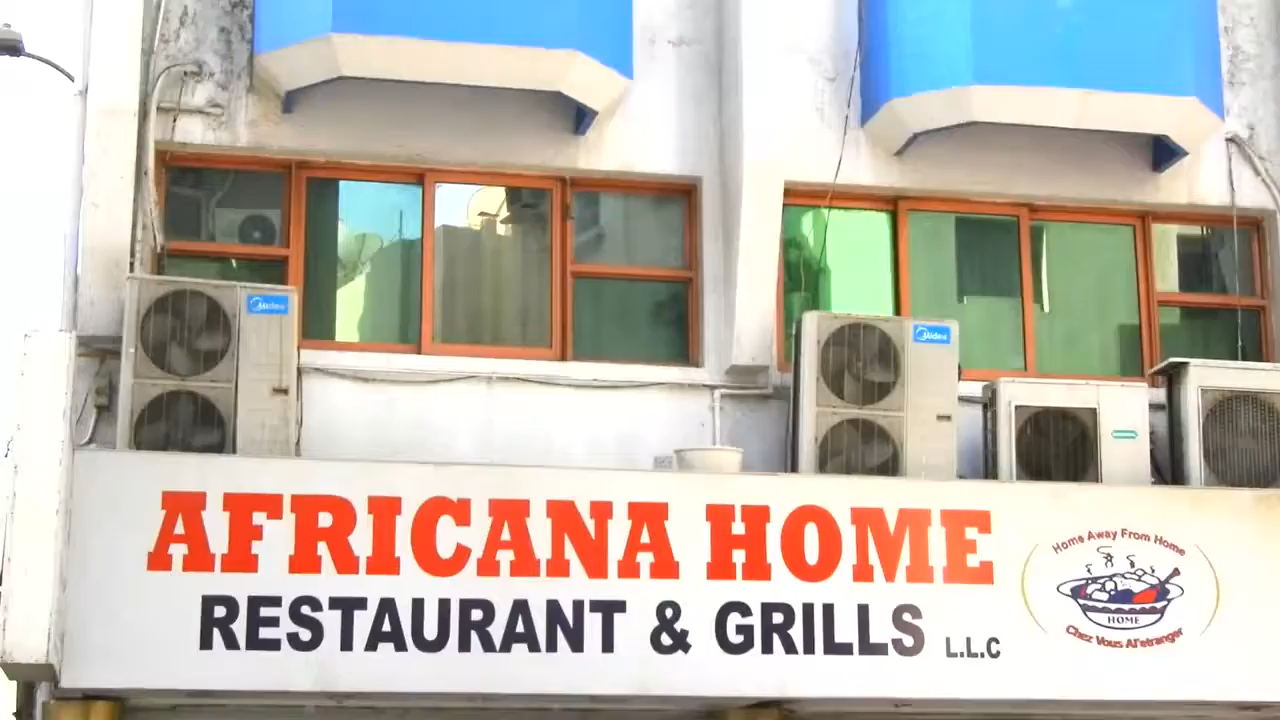 Midea
Midea
AFRICANA HOME
RESTAURANT & GRILLS L.L.C
Home Away From Home
HOME
Chez Vous Al'etranger